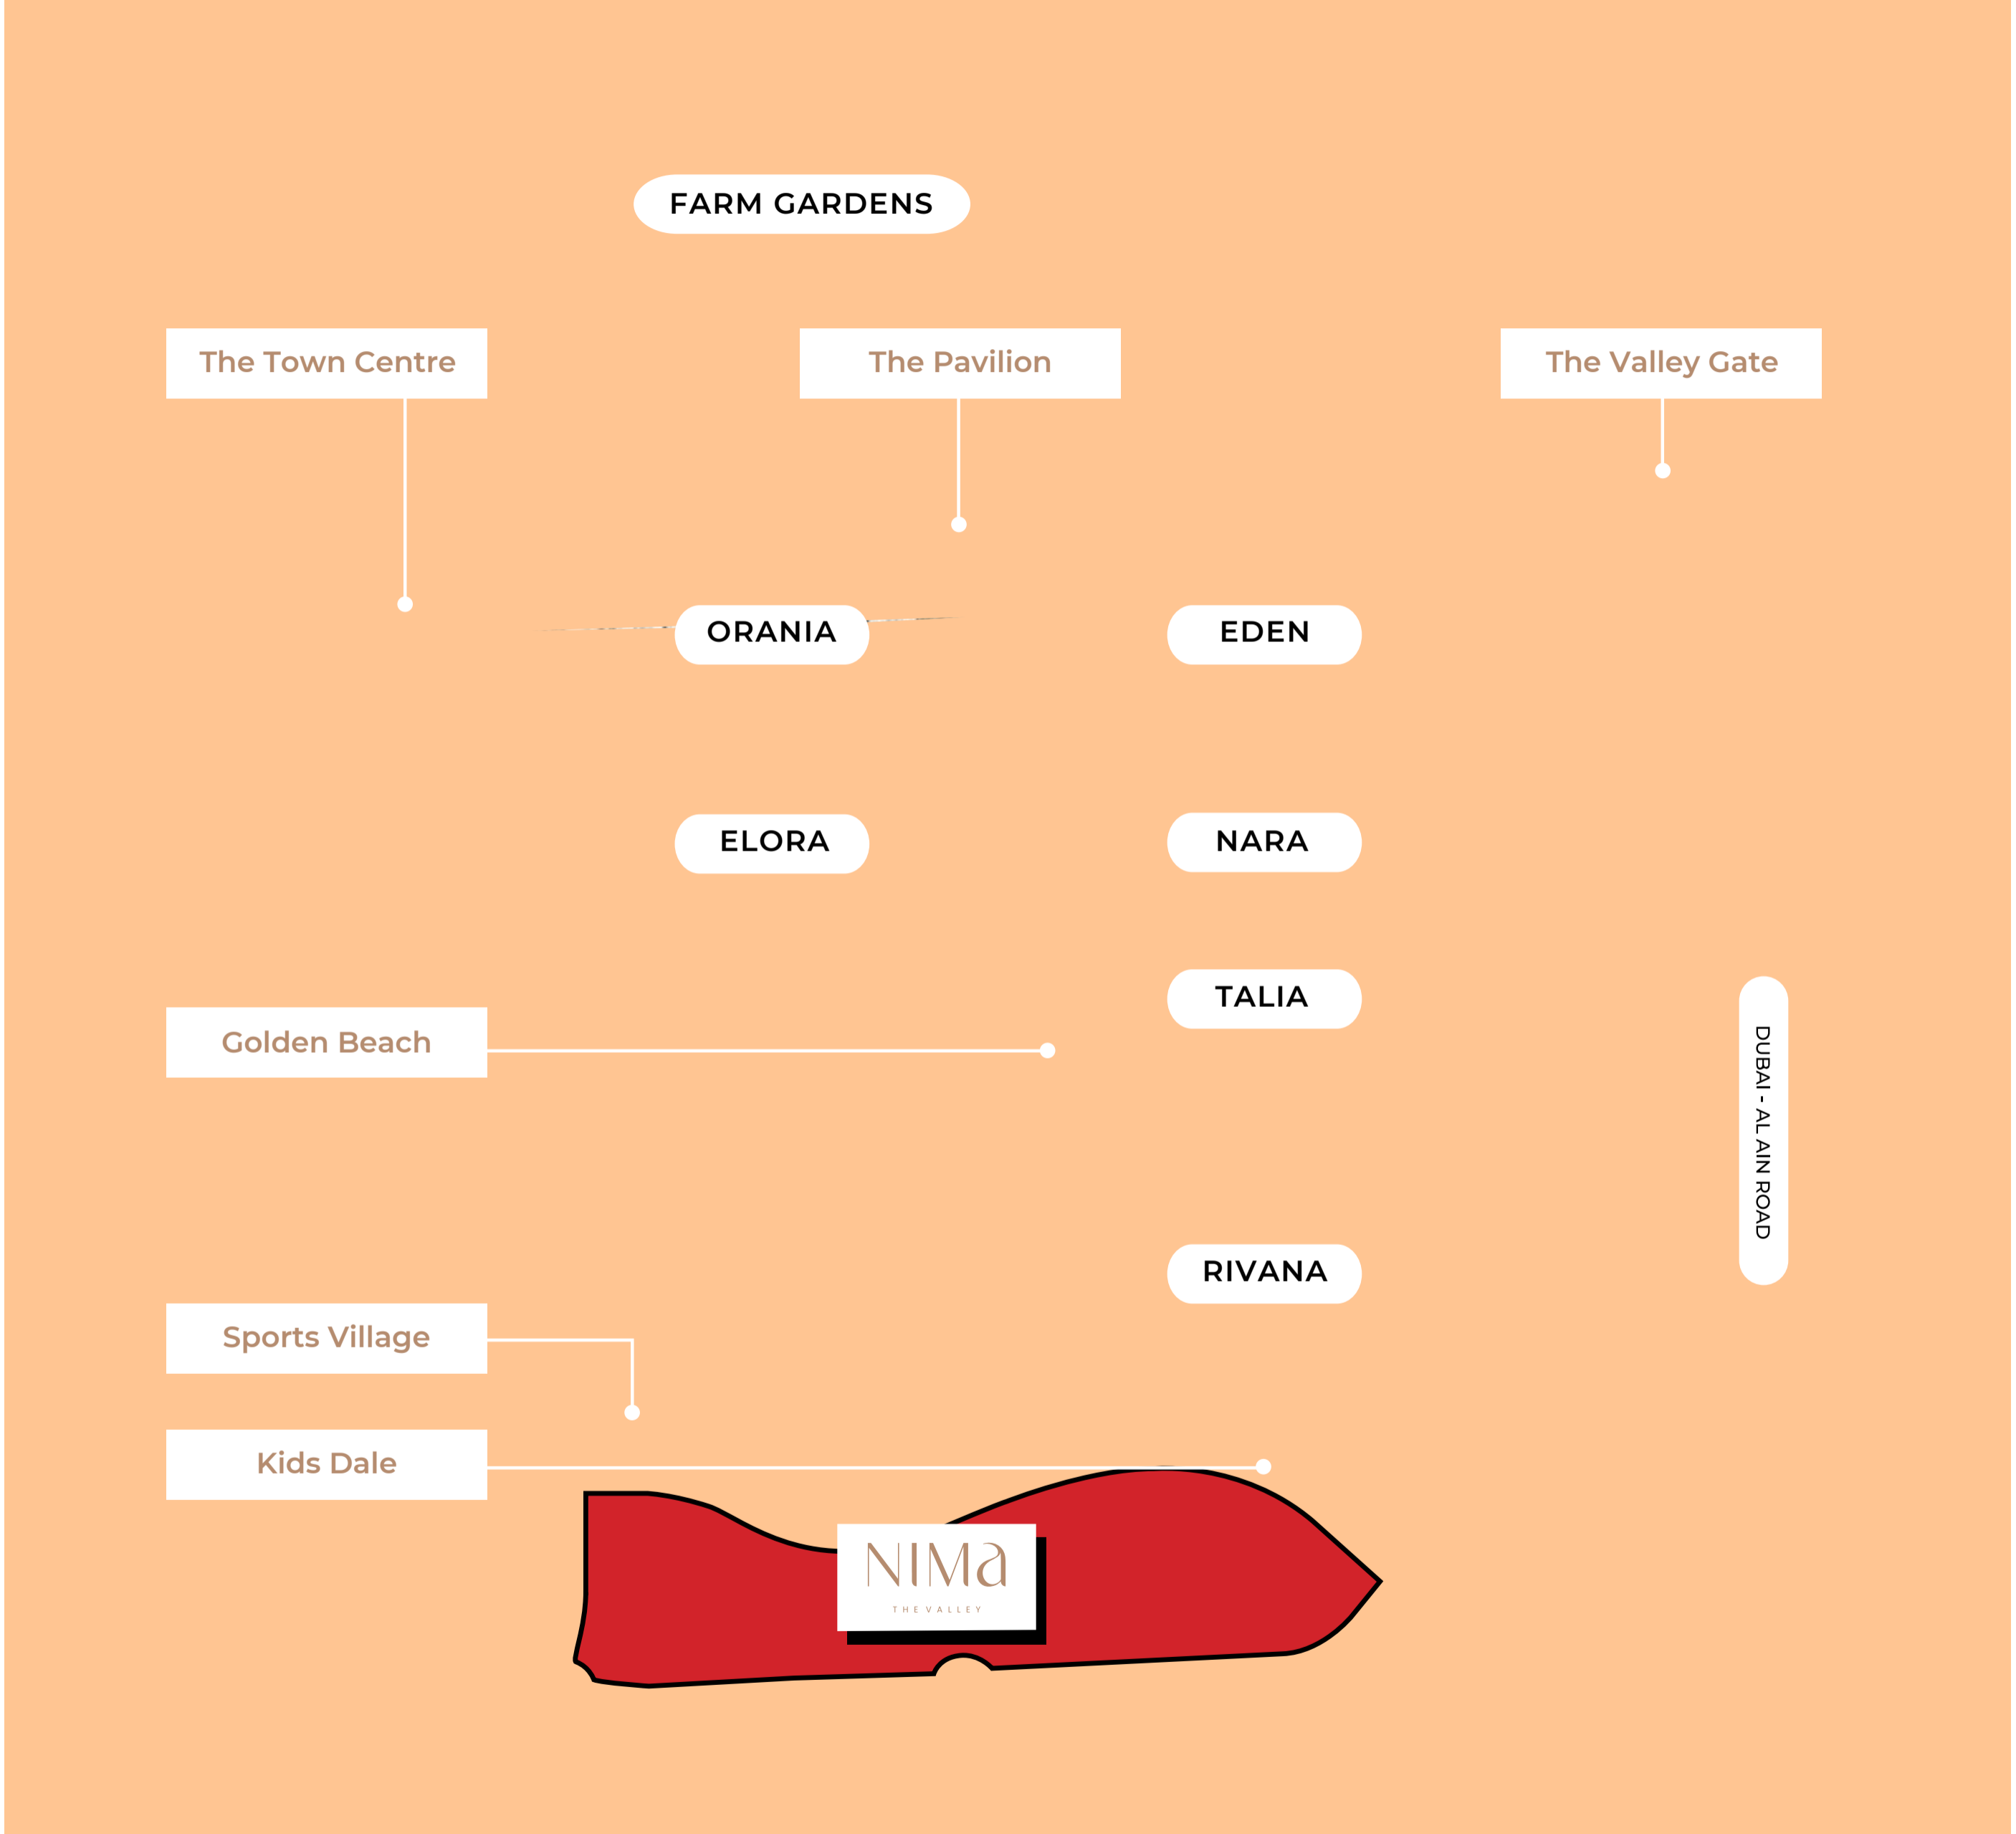 FARM GARDENS
The Town Centre
The Pavilion
The Valley Gate
ORANIA
EDEN
ELORA
NARA
TALIA
Golden Beach
DUBAI - AL AIN ROAD
RIVANA
Sports Village
Kids Dale
NIMa
THE VALLEY